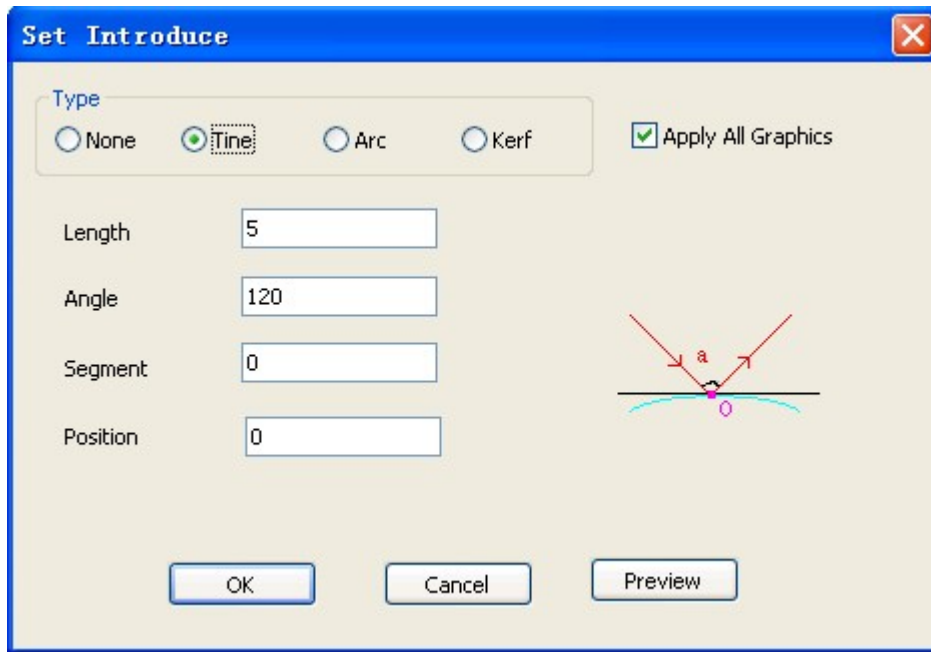 Set Introduce
Type
None Tine Arc Kerf
Apply All Graphics
Length 5
Angle 120
Segment 0
Position 0
a
O
OK Cancel Preview